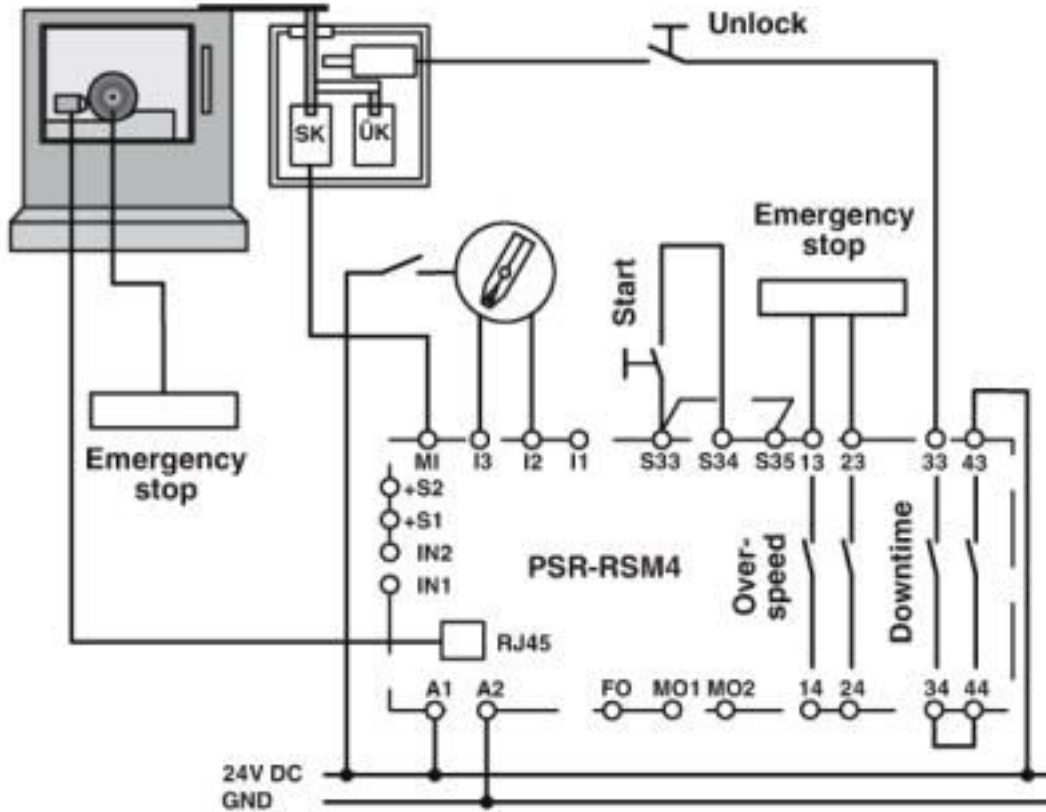 Unlock
SK
ÜK
Emergency
stop
Start
Emergency
stop
MI
I3
I2
I1
S33
S34
S35
13
23
33
43
+S2
+S1
IN2
IN1
PSR-RSM4
Over-
speed
Downtime
RJ45
A1
A2
FO
MO1
MO2
14
24
34
44
24V DC
GND